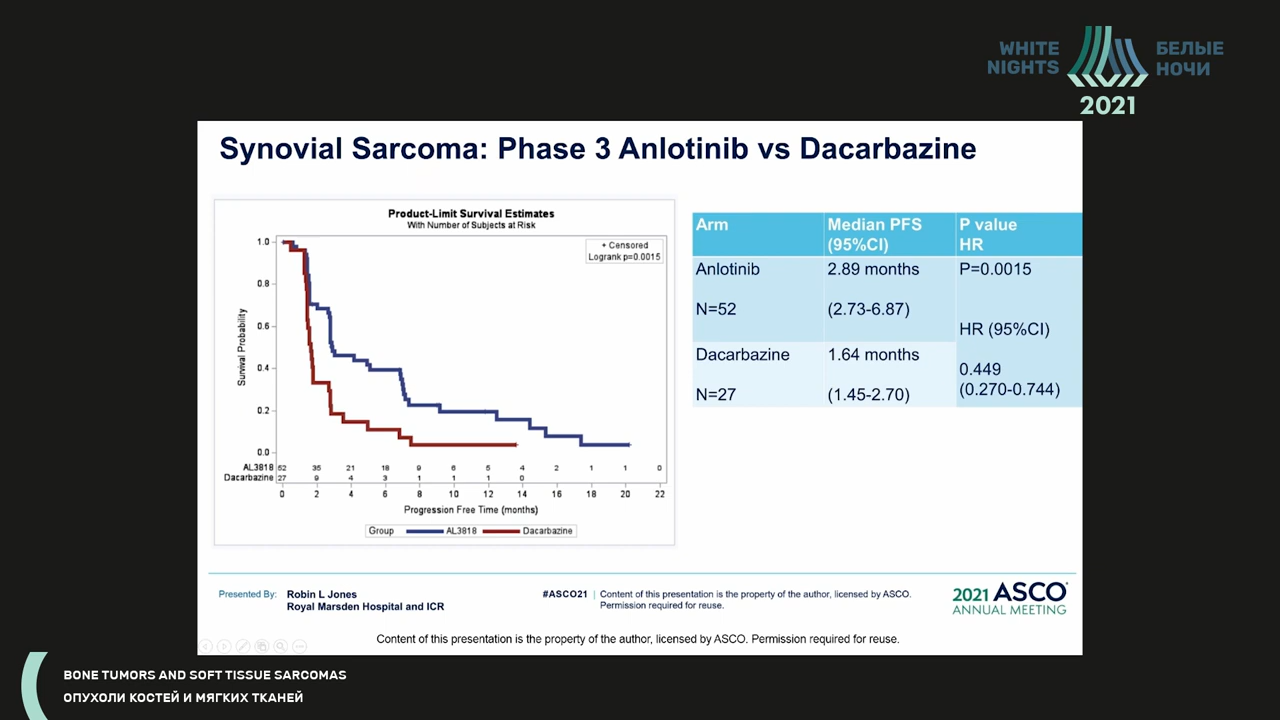 WHITE NIGHTS
БЕЛЫЕ НОЧИ
2021
Synovial Sarcoma: Phase 3 Anlotinib vs Dacarbazine
Product-Limit Survival Estimates
With Number of Subjects at Risk
+ Censored
Logrank p=0.0015
Survival Probability
1.0
0.8
0.6
0.4
0.2
0.0
AL3818 52 35 21 18 9 6 5 4 2 1 1 0
Dacarbazine 27 9 4 3 1 1 1 0
0 2 4 6 8 10 12 14 16 18 20 22
Progression Free Time (months)
Group AL3818 Dacarbazine
Arm
Median PFS
(95%CI)
P value
HR
Anlotinib
N=52
2.89 months
(2.73-6.87)
P=0.0015
HR (95%CI)
0.449
(0.270-0.744)
Dacarbazine
N=27
1.64 months
(1.45-2.70)
Presented By: Robin L Jones
Royal Marsden Hospital and ICR
#ASCO21 | Content of this presentation is the property of the author, licensed by ASCO.
Permission required for reuse.
2021 ASCO®
ANNUAL MEETING
Content of this presentation is the property of the author, licensed by ASCO. Permission required for reuse.
BONE TUMORS AND SOFT TISSUE SARCOMAS
ОПУХОЛИ КОСТЕЙ И МЯГКИХ ТКАНЕЙ